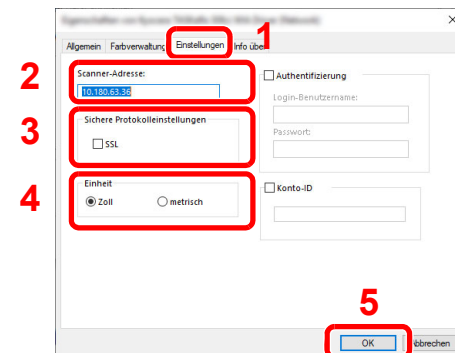 1
Allgemein Farbverwaltung Einstellungen Info über
2
Scanner-Adresse:
10.180.63.36
3
Sichere Protokolleinstellungen
SSL
4
Einheit
Zoll metrisch
Authentifizierung
Login-Benutzername:
Passwort:
Konto-ID
5
OK Abbrechen